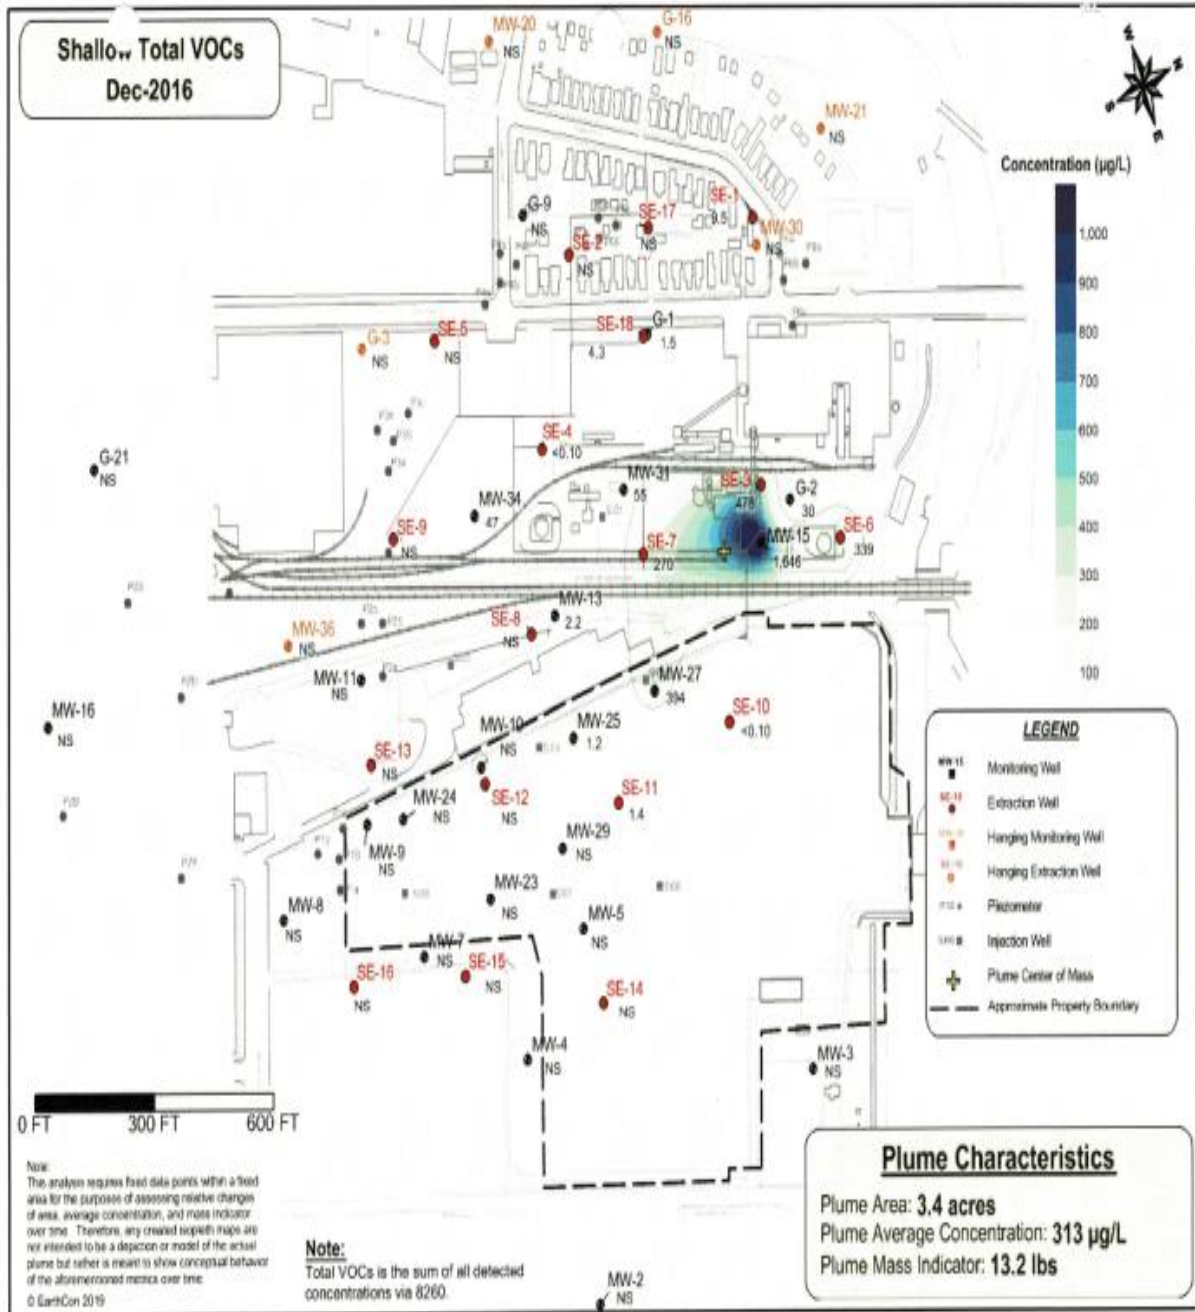 Shallow Total VOCs
Dec-2016
MW-20
NS
G-16
NS
MW-21
NS
Concentration (µg/L)
1,000
900
800
700
600
500
400
300
200
100
G-9
NS
SE-17
NS
SE-1
9.5
MW-30
SE-2
NS
SE-18
4.3
G-1
1.5
G-3
NS
SE-5
NS
SE-4
<0.10
G-21
NS
MW-31
55
SE-3
478
G-2
30
MW-34
47
SE-9
NS
SE-7
270
MW-15
1,646
SE-6
339
MW-13
2.2
SE-8
NS
MW-36
NS
MW-11
NS
MW-27
394
MW-16
NS
MW-10
NS
MW-25
1.2
SE-10
<0.10
SE-13
NS
SE-12
NS
SE-11
1.4
MW-24
NS
MW-9
NS
MW-29
NS
MW-23
NS
MW-8
NS
MW-5
NS
MW-7
NS
SE-16
NS
SE-15
NS
SE-14
NS
MW-4
NS
MW-3
NS
MW-2
NS
LEGEND
MW-15 Monitoring Well
Extraction Well
Hanging Monitoring Well
Hanging Extraction Well
Piezometer
Injection Well
Plume Center of Mass
Approximate Property Boundary
0 FT 300 FT 600 FT
Note:
This analysis requires fixed data points within a fixed
area for the purposes of assessing relative changes
of area, average concentration, and mass indicator
over time. Therefore, any created isopleth maps are
not intended to be a depiction or model of the actual
plume but rather is meant to show conceptual behavior
of the aforementioned metrics over time.
© EarthCon 2019
Note:
Total VOCs is the sum of all detected
concentrations via 8260.
Plume Characteristics
Plume Area: 3.4 acres
Plume Average Concentration: 313 µg/L
Plume Mass Indicator: 13.2 lbs